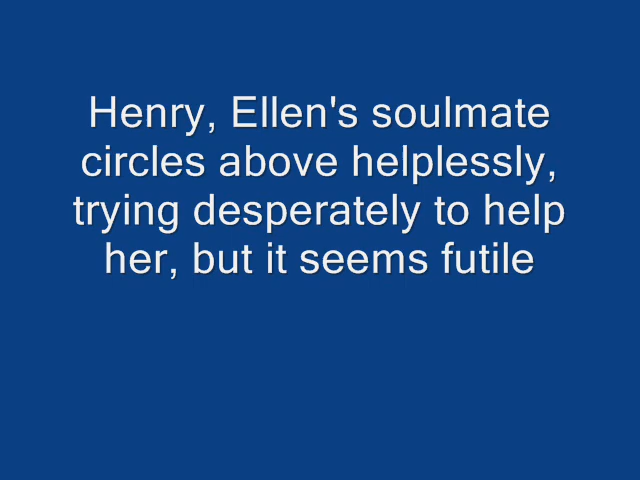 Henry, Ellen's soulmate
circles above helplessly,
trying desperately to help
her, but it seems futile